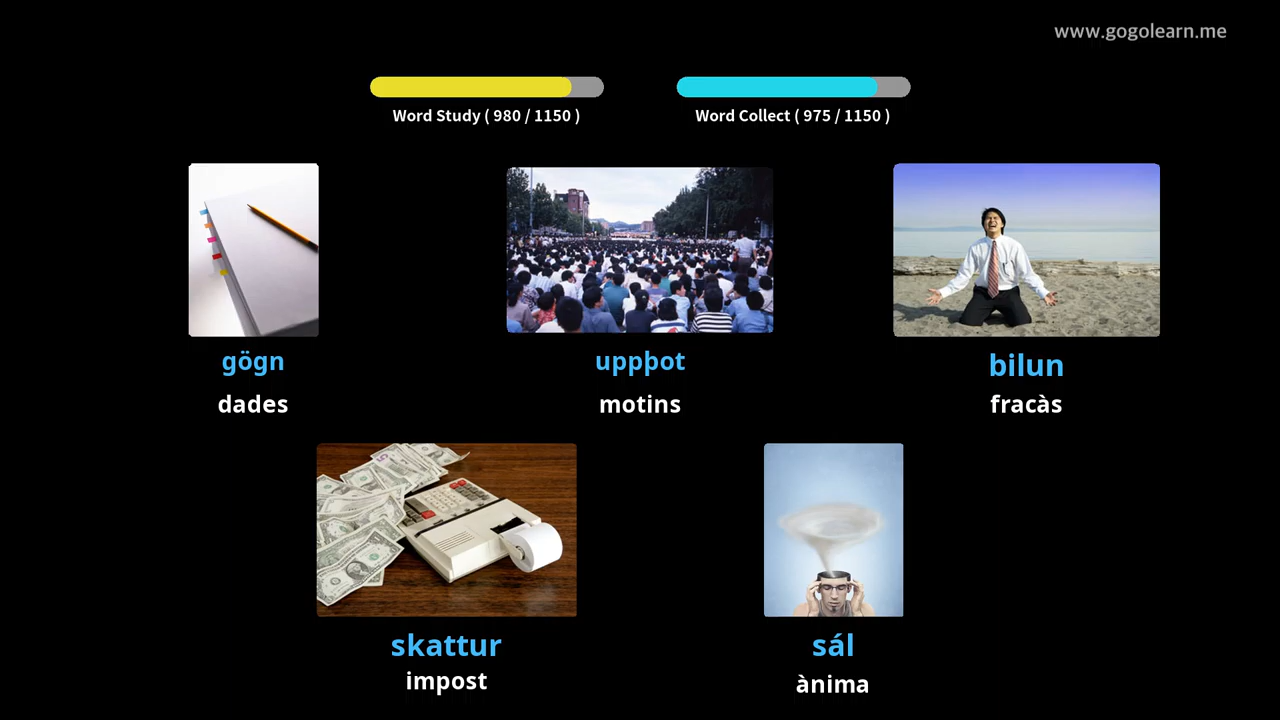 www.gogolearn.me
Word Study ( 980 / 1150 )
Word Collect ( 975 / 1150 )
gögn
uppþot
bilun
dades
motins
fracàs
skattur
sál
impost
ànima